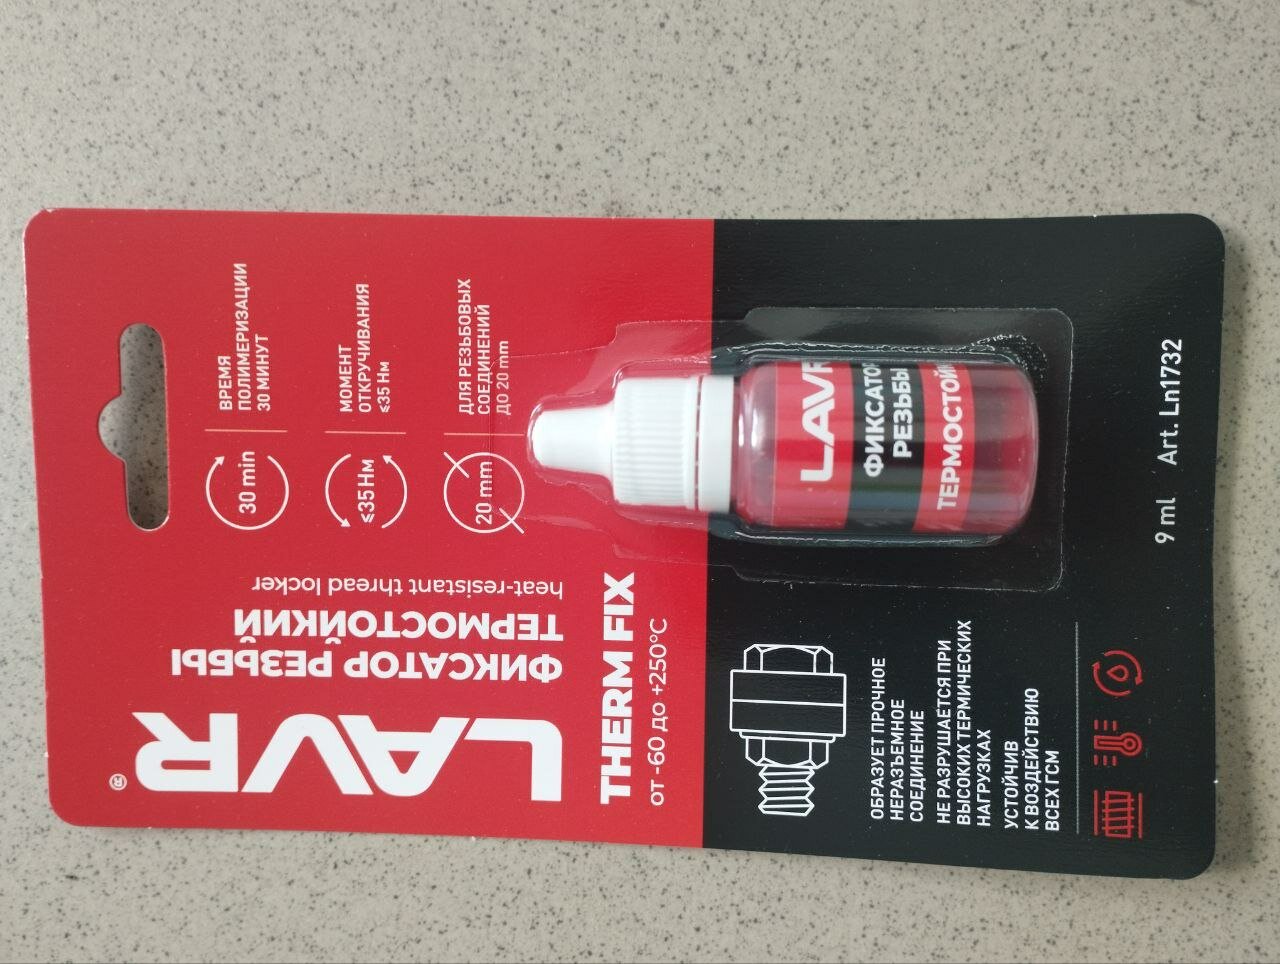 LAVR®
ФИКСАТОР РЕЗЬБЫ
ТЕРМОСТОЙКИЙ
heat-resistant thread locker
THERM FIX
от -60 до +250°C
30 min
ВРЕМЯ
ПОЛИМЕРИЗАЦИИ
30 МИНУТ
≤35 Нм
МОМЕНТ
ОТКРУЧИВАНИЯ
≤35 Нм
20 mm
ДЛЯ РЕЗЬБОВЫХ
СОЕДИНЕНИЙ
ДО 20 mm
LAVR
ФИКСАТОР
РЕЗЬБЫ
ТЕРМОСТОЙК
ОБРАЗУЕТ ПРОЧНОЕ
НЕРАЗЪЕМНОЕ
СОЕДИНЕНИЕ
НЕ РАЗРУШАЕТСЯ ПРИ
ВЫСОКИХ ТЕРМИЧЕСКИХ
НАГРУЗКАХ
УСТОЙЧИВ
К ВОЗДЕЙСТВИЮ
ВСЕХ ГСМ
9 ml Art. Ln1732